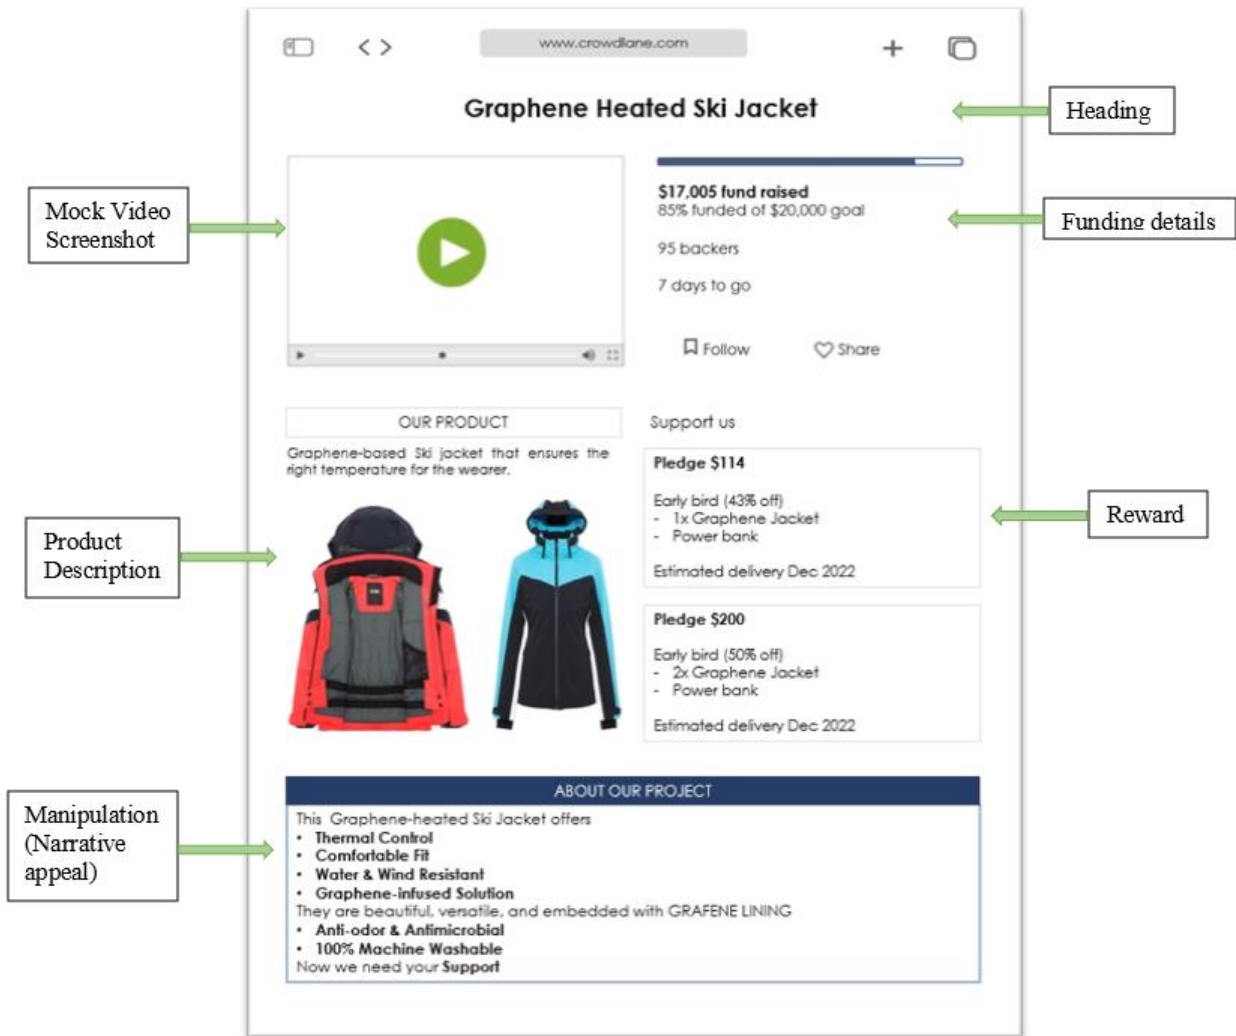 www.crowdlane.com
Graphene Heated Ski Jacket
Heading
Mock Video
Screenshot
$17,005 fund raised
85% funded of $20,000 goal
95 backers
7 days to go
Follow
Share
Funding details
OUR PRODUCT
Graphene-based Ski jacket that ensures the
right temperature for the wearer.
Product
Description
Support us
Pledge $114
Early bird (43% off)
- 1x Graphene Jacket
- Power bank
Estimated delivery Dec 2022
Reward
Pledge $200
Early bird (50% off)
- 2x Graphene Jacket
- Power bank
Estimated delivery Dec 2022
Manipulation
(Narrative
appeal)
ABOUT OUR PROJECT
This Graphene-heated Ski Jacket offers
• Thermal Control
• Comfortable Fit
• Water & Wind Resistant
• Graphene-infused Solution
They are beautiful, versatile, and embedded with GRAFENE LINING
• Anti-odor & Antimicrobial
• 100% Machine Washable
Now we need your Support